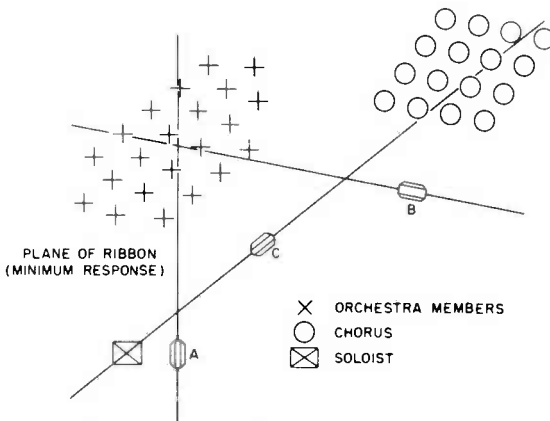 B
C
PLANE OF RIBBON
(MINIMUM RESPONSE)
A
ORCHESTRA MEMBERS
CHORUS
SOLOIST